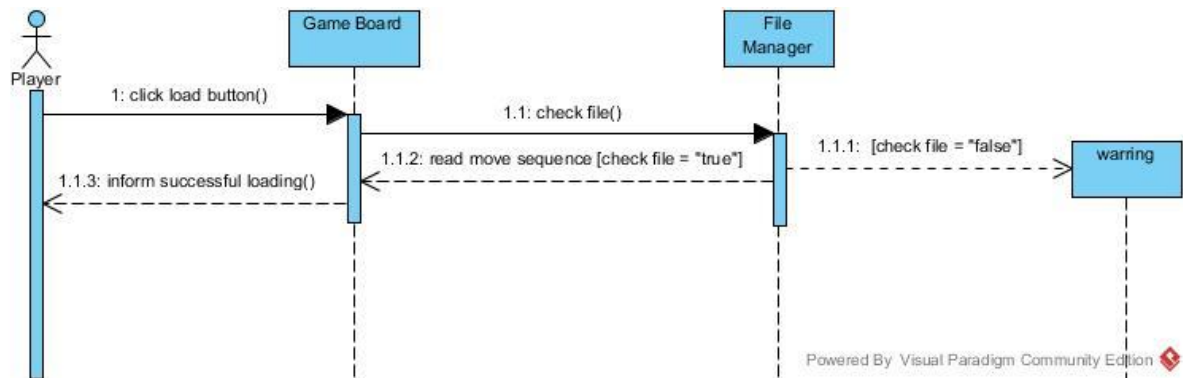 Game Board
File
Manager
Player
1: click load button()
1.1: check file()
1.1.1: [check file = "false"]
warring
1.1.2: read move sequence [check file = "true"]
1.1.3: inform successful loading()
Powered By Visual Paradigm Community Edition